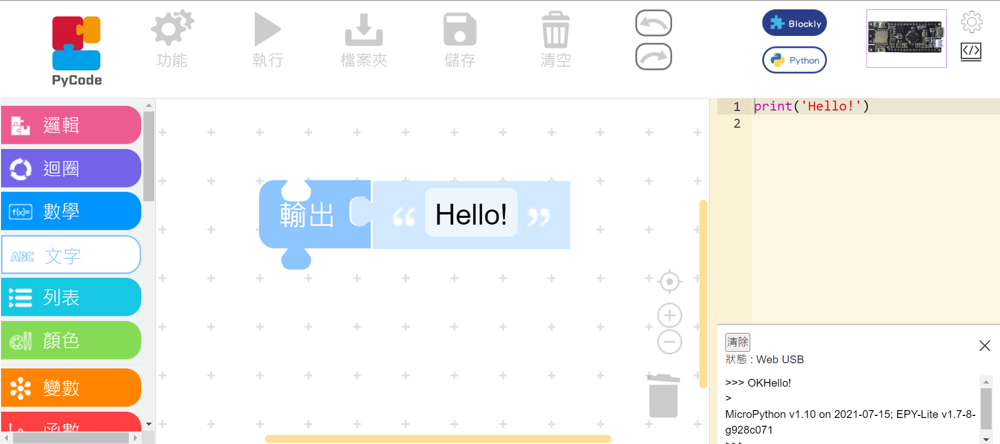 PyCode
功能
執行
檔案夾
儲存
清空
Blockly
Python
邏輯
迴圈
f(x)=
數學
ABC
文字
列表
顏色
變數
函數
輸出
“ Hello! ”
1 print('Hello!')
2
清除
狀態 : Web USB
>>> OKHello!
>
MicroPython v1.10 on 2021-07-15; EPY-Lite v1.7-8-
g928c071
>>>